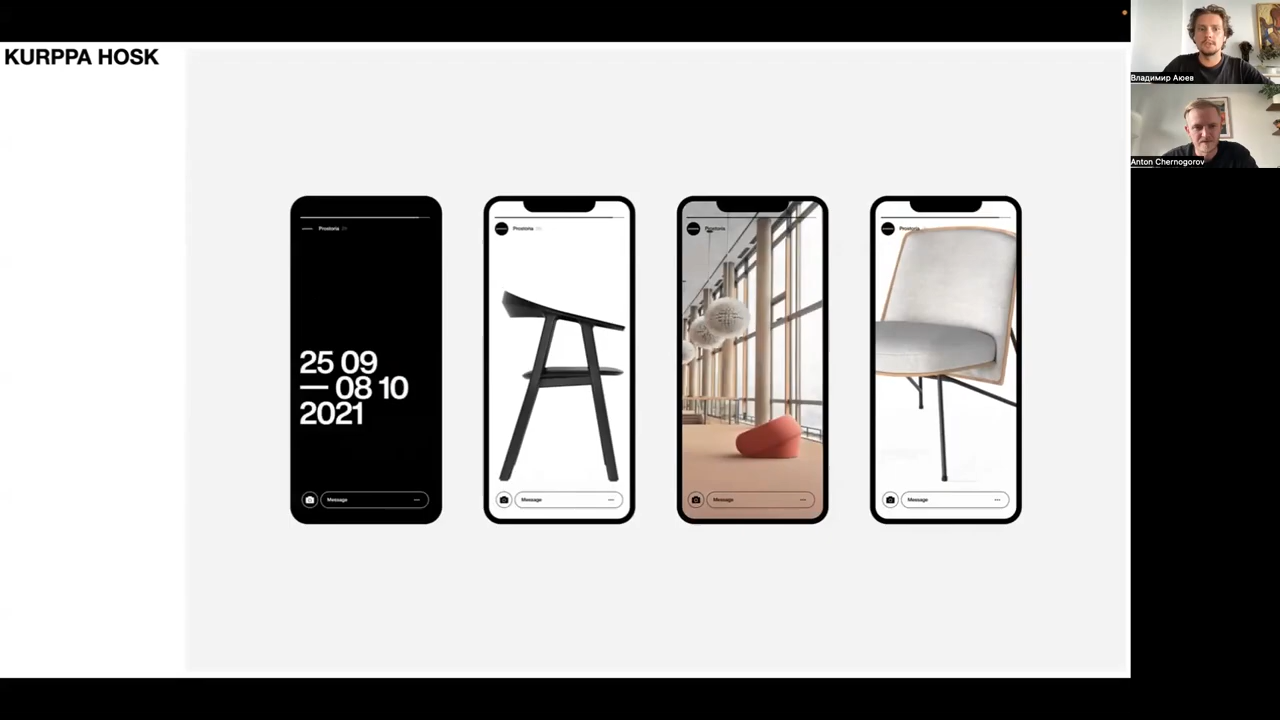 KURPPA HOSK
Владимир Аюев
Anton Chernogorov
Prostoria
25 09
— 08 10
2021
Message
Prostoria
Message
Prostoria
Message
Prostoria
Message